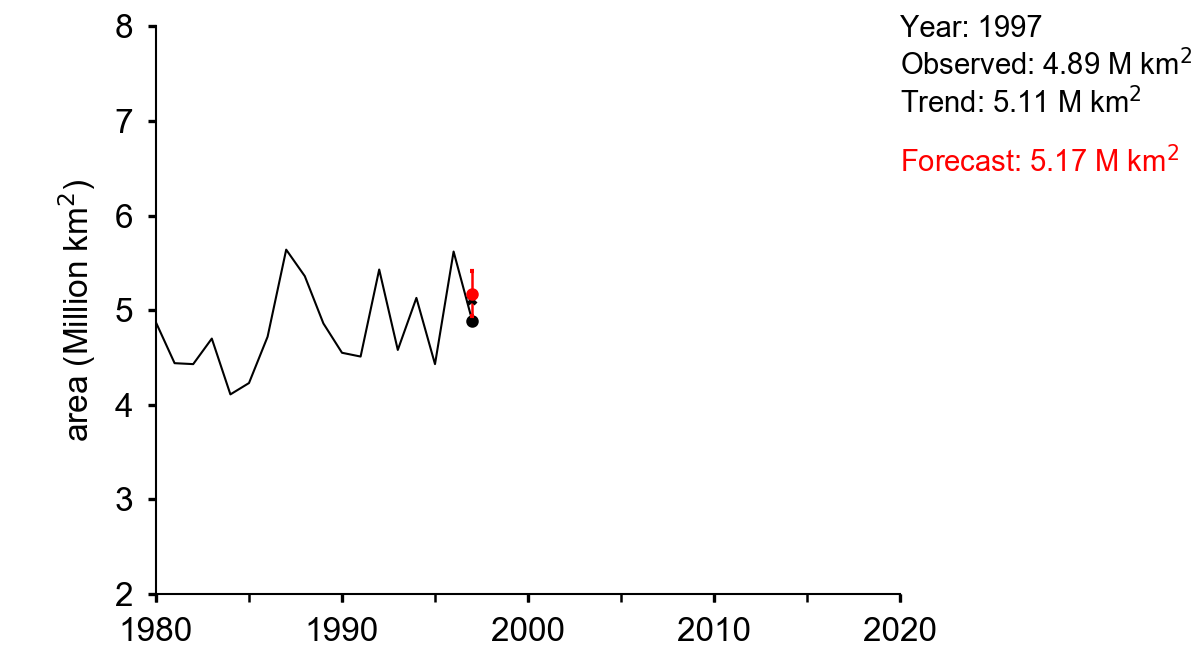 Year: 1997
Observed: 4.89 M km²
Trend: 5.11 M km²
Forecast: 5.17 M km²
area (Million km²)
8
7
6
5
4
3
2
1980 1990 2000 2010 2020